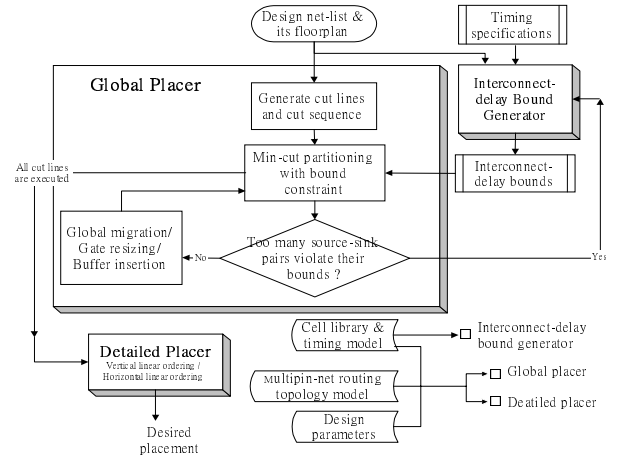 Design net-list &
its floorplan
Timing
specifications
Global Placer
Generate cut lines
and cut sequence
Interconnect-
delay Bound
Generator
Min-cut partitioning
with bound
constraint
Interconnect-
delay bounds
All cut lines
are executed
Global migration/
Gate resizing/
Buffer insertion
No
Too many source-sink
pairs violate their
bounds ?
Yes
Detailed Placer
Vertical linear ordering /
Horizontal linear ordering
Desired
placement
Cell library &
timing model
Multipin-net routing
topology model
Design
parameters
Interconnect-delay
bound generator
Global placer
Deatiled placer